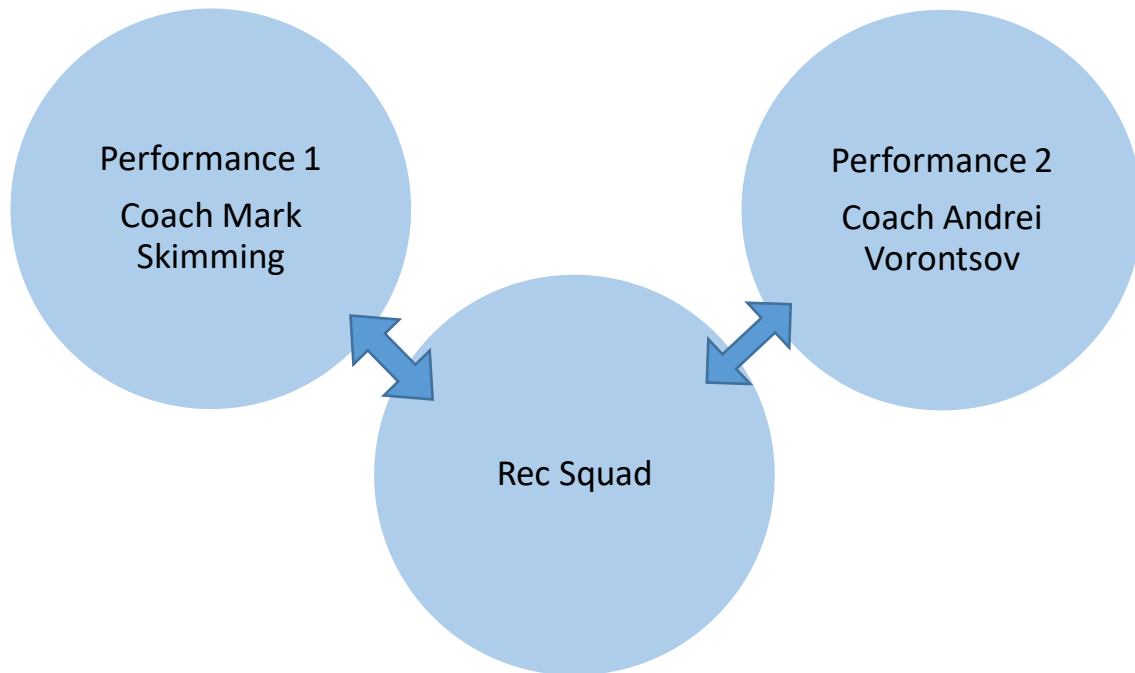 Performance 1
Coach Mark
Skimming
Performance 2
Coach Andrei
Vorontsov
Rec Squad